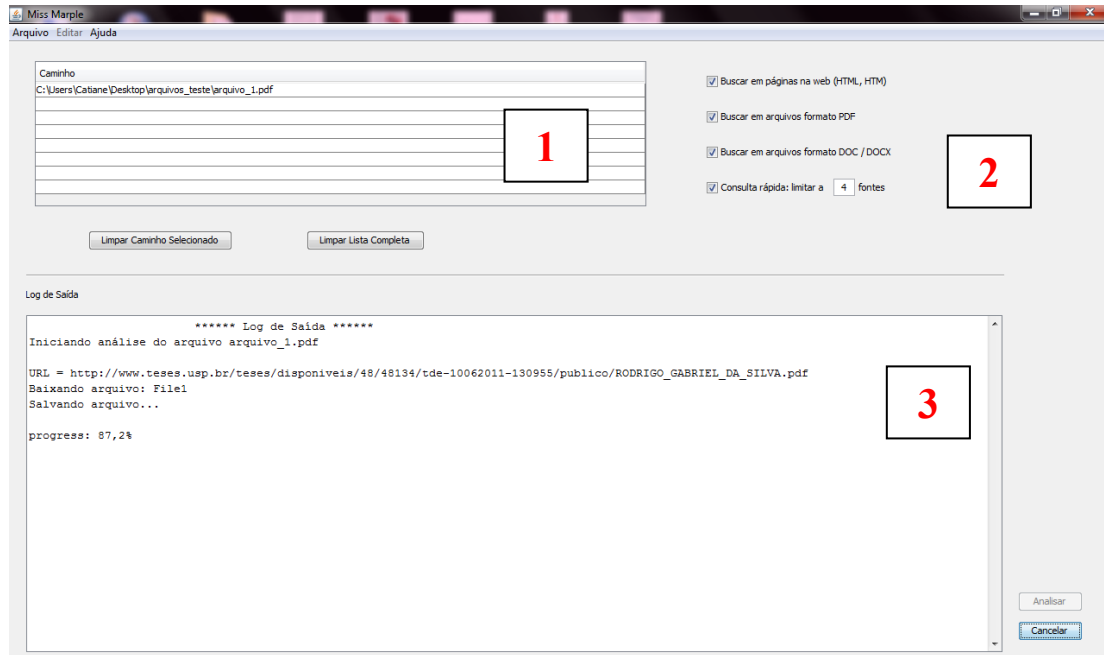 Miss Marple
Arquivo Editar Ajuda
Caminho
C:\Users\Catiane\Desktop\arquivos_teste\arquivo_1.pdf
1
Buscar em páginas na web (HTML, HTM)
Buscar em arquivos formato PDF
Buscar em arquivos formato DOC / DOCX
Consulta rápida: limitar a 4 fontes
2
Limpar Caminho Selecionado
Limpar Lista Completa
Log de Saída
****** Log de Saída ******
Iniciando análise do arquivo arquivo_1.pdf
URL = http://www.teses.usp.br/teses/disponiveis/48/48134/tde-10062011-130955/publico/RODRIGO_GABRIEL_DA_SILVA.pdf
Baixando arquivo: File1
Salvando arquivo...
progress: 87,2%
3
Analisar
Cancelar